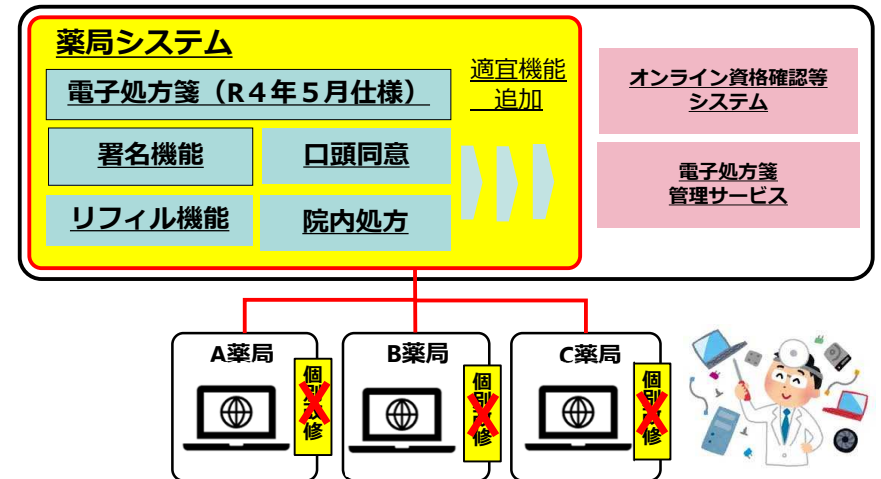 薬局システム
電子処方箋（R４年５月仕様）
署名機能
口頭同意
リフィル機能
院内処方
適宜機能
追加
オンライン資格確認等
システム
電子処方箋
管理サービス
A薬局
個別改修
B薬局
個別改修
C薬局
個別改修